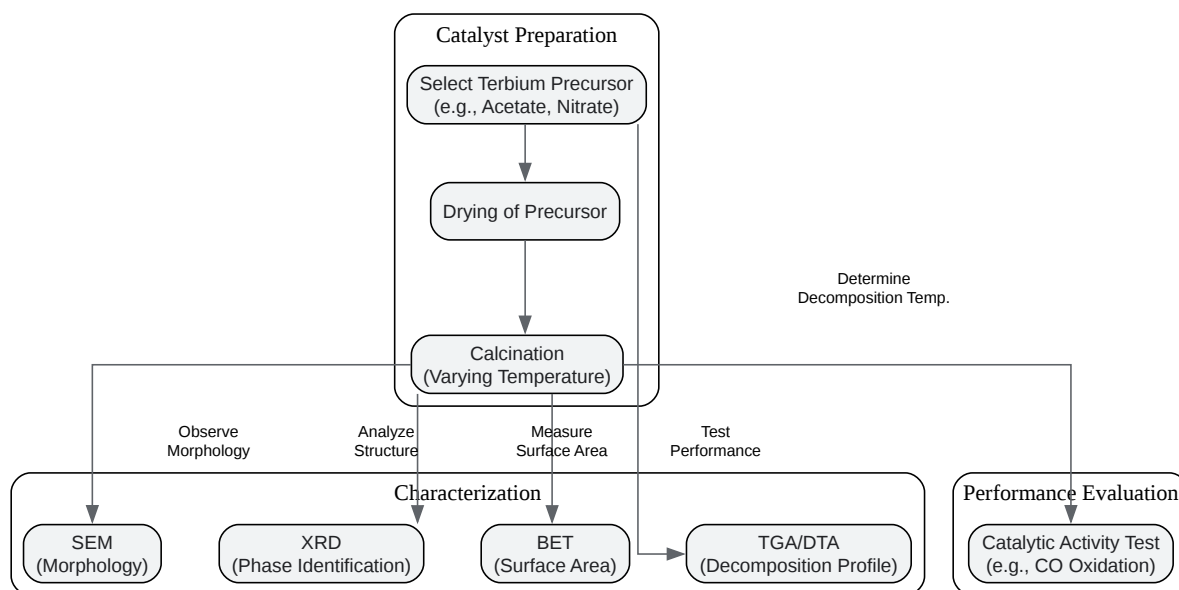 Catalyst Preparation
Select Terbium Precursor
(e.g., Acetate, Nitrate)
Drying of Precursor
Determine
Decomposition Temp.
Calcination
(Varying Temperature)
Observe
Morphology
Analyze
Structure
Measure
Surface Area
Test
Performance
Characterization
Performance Evaluation
SEM
(Morphology)
XRD
(Phase Identification)
BET
(Surface Area)
TGA/DTA
(Decomposition Profile)
Catalytic Activity Test
(e.g., CO Oxidation)